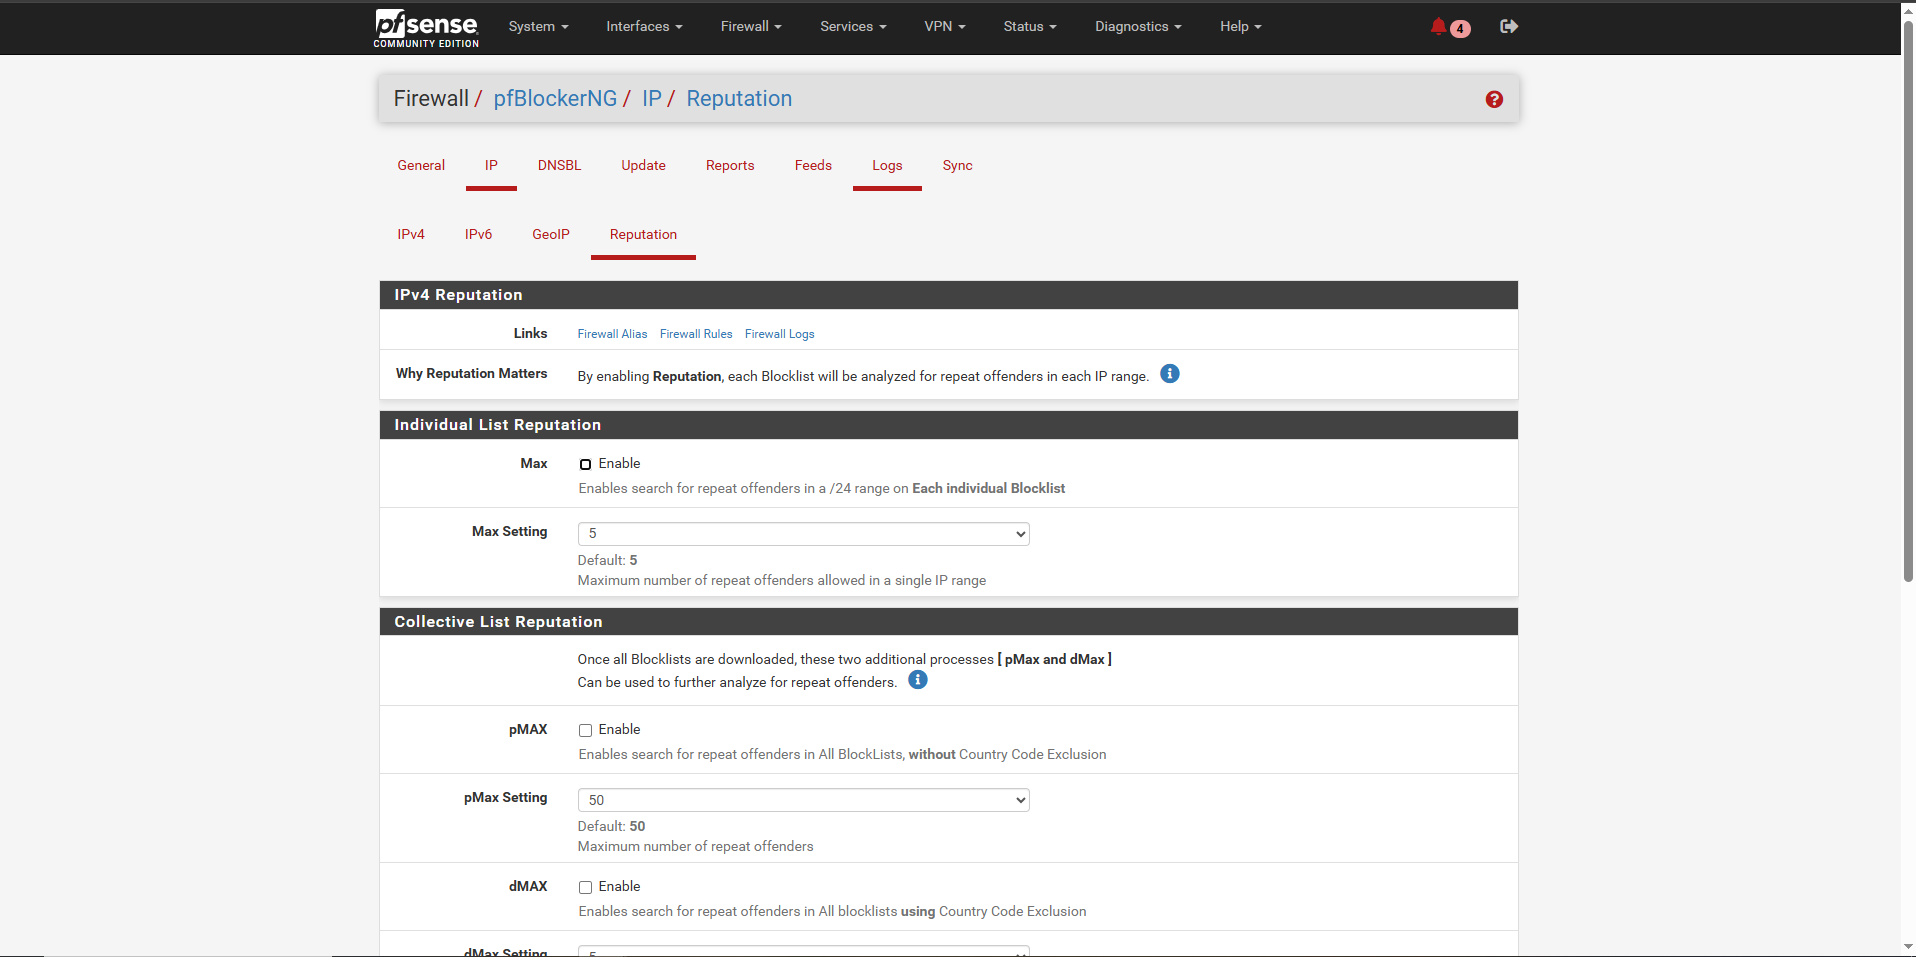 pfsense
COMMUNITY EDITION
System Interfaces Firewall Services VPN Status Diagnostics Help 4
Firewall / pfBlockerNG / IP / Reputation
General IP DNSBL Update Reports Feeds Logs Sync
IPv4 IPv6 GeoIP Reputation
IPv4 Reputation
Links Firewall Alias Firewall Rules Firewall Logs
Why Reputation Matters By enabling Reputation, each Blocklist will be analyzed for repeat offenders in each IP range.
Individual List Reputation
Max Enable
Enables search for repeat offenders in a /24 range on Each individual Blocklist
Max Setting 5
Default: 5
Maximum number of repeat offenders allowed in a single IP range
Collective List Reputation
Once all Blocklists are downloaded, these two additional processes [ pMax and dMax ]
Can be used to further analyze for repeat offenders.
pMAX Enable
Enables search for repeat offenders in All BlockLists, without Country Code Exclusion
pMax Setting 50
Default: 50
Maximum number of repeat offenders
dMAX Enable
Enables search for repeat offenders in All blocklists using Country Code Exclusion
dMax Setting 5